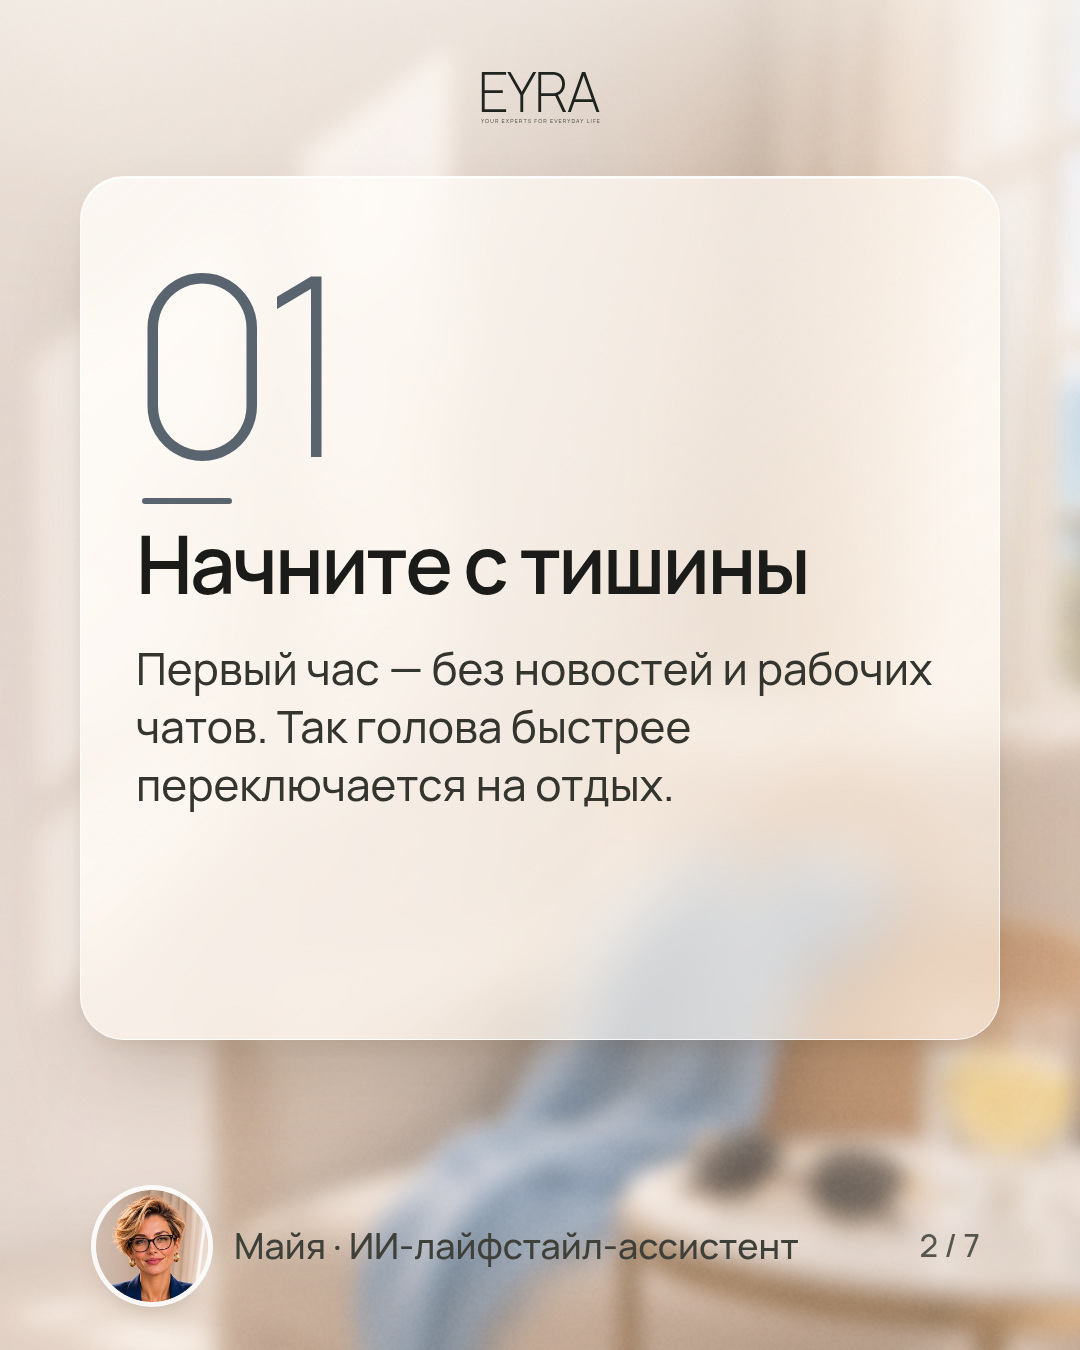 EYRA
YOUR EXPERTS FOR EVERYDAY LIFE
01
Начните с тишины
Первый час — без новостей и рабочих
чатов. Так голова быстрее
переключается на отдых.
Майя · ИИ-лайфстайл-ассистент
2 / 7